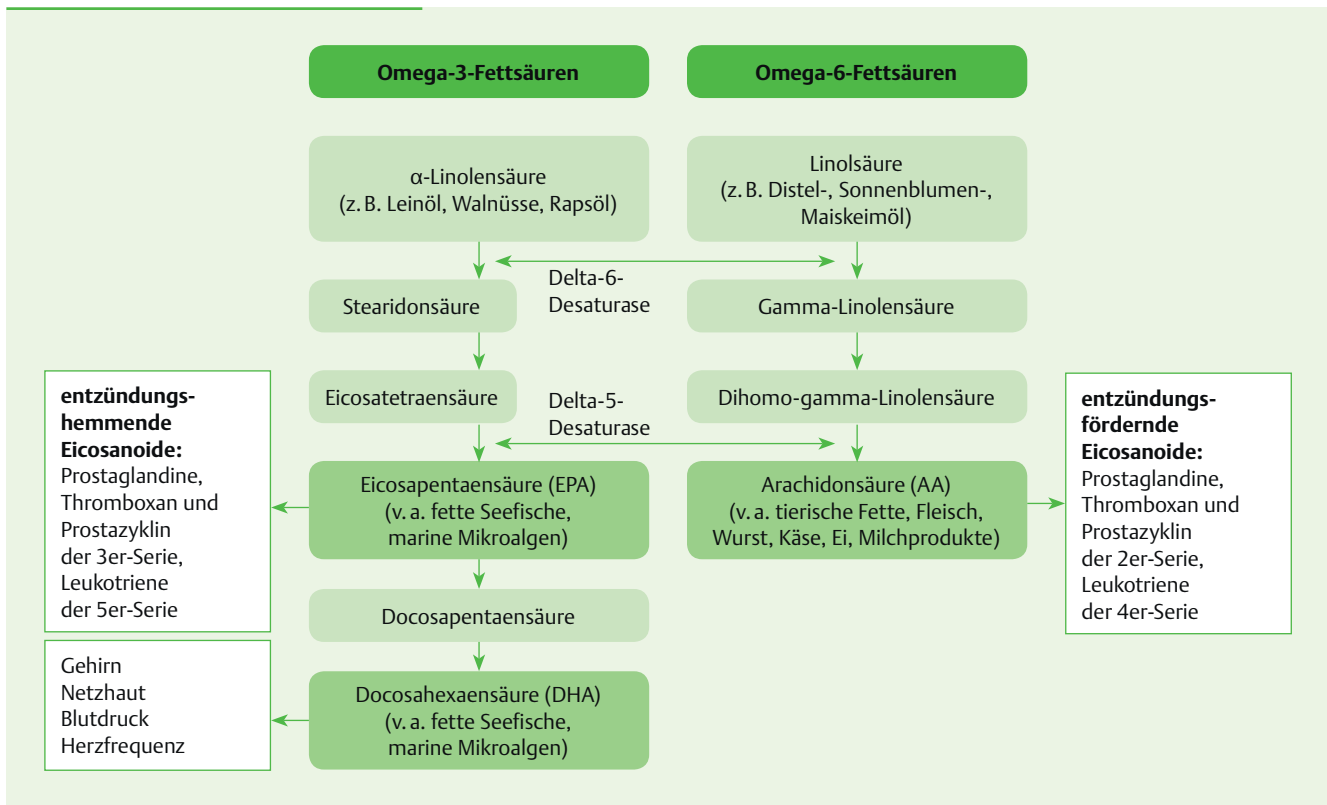 Omega-3-Fettsäuren
Omega-6-Fettsäuren
α-Linolensäure
(z. B. Leinöl, Walnüsse, Rapsöl)
Linolsäure
(z. B. Distel-, Sonnenblumen-,
Maiskeimöl)
Delta-6-
Desaturase
Stearidonsäure
Gamma-Linolensäure
Eicosatetraensäure
Delta-5-
Desaturase
Dihomo-gamma-Linolensäure
entzündungs-
hemmende
Eicosanoide:
Prostaglandine,
Thromboxan und
Prostazyklin
der 3er-Serie,
Leukotriene
der 5er-Serie
Eicosapentaensäure (EPA)
(v. a. fette Seefische,
marine Mikroalgen)
Arachidonsäure (AA)
(v. a. tierische Fette, Fleisch,
Wurst, Käse, Ei, Milchprodukte)
entzündungs-
fördernde
Eicosanoide:
Prostaglandine,
Thromboxan und
Prostazyklin
der 2er-Serie,
Leukotriene
der 4er-Serie
Docosapentaensäure
Gehirn
Netzhaut
Blutdruck
Herzfrequenz
Docosahexaensäure (DHA)
(v. a. fette Seefische,
marine Mikroalgen)